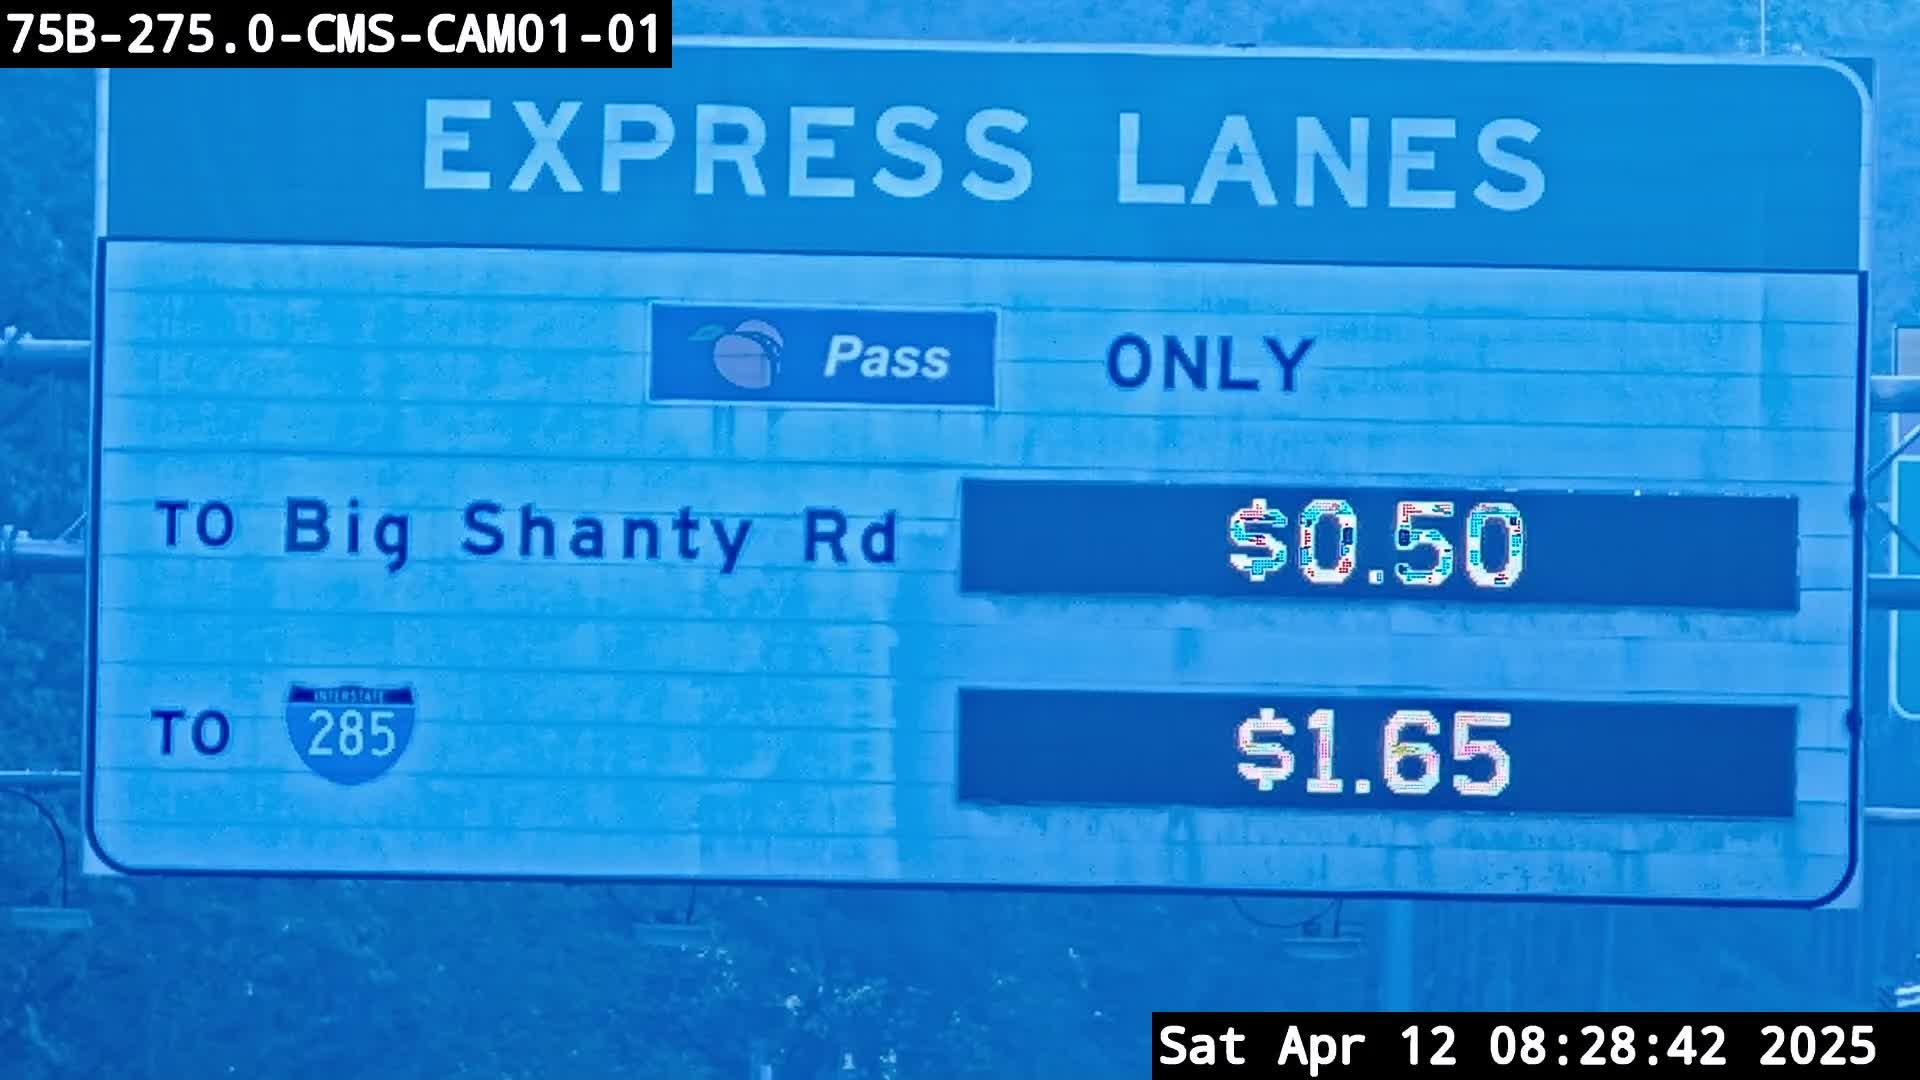 75B-275.0-CMS-CAM01-01
EXPRESS LANES
Pass ONLY
TO Big Shanty Rd $0.50
TO INTERSTATE 285 $1.65
Sat Apr 12 08:28:42 2025